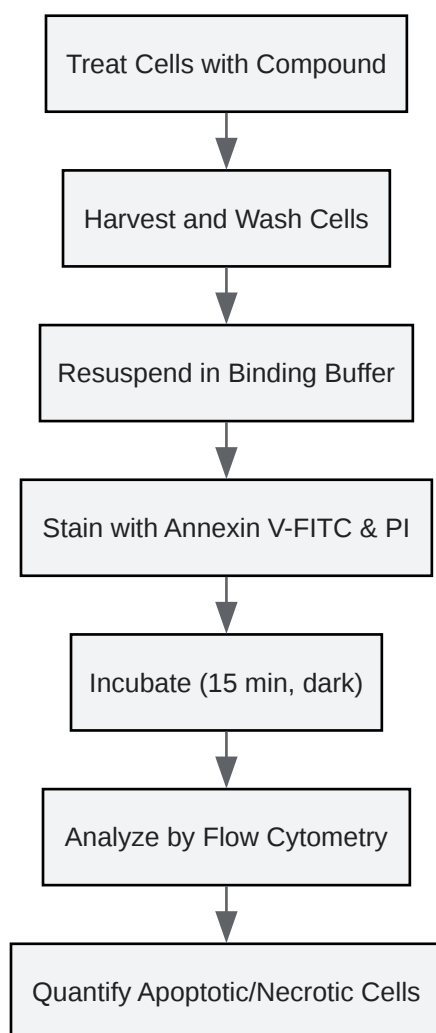 Treat Cells with Compound
Harvest and Wash Cells
Resuspend in Binding Buffer
Stain with Annexin V-FITC & PI
Incubate (15 min, dark)
Analyze by Flow Cytometry
Quantify Apoptotic/Necrotic Cells